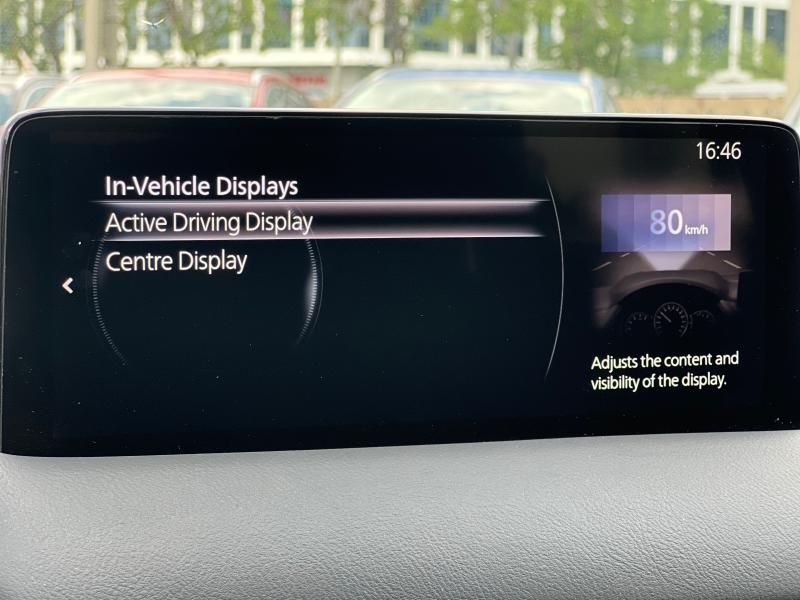 16:46
In-Vehicle Displays
Active Driving Display
Centre Display
80 km/h
Adjusts the content and
visibility of the display.